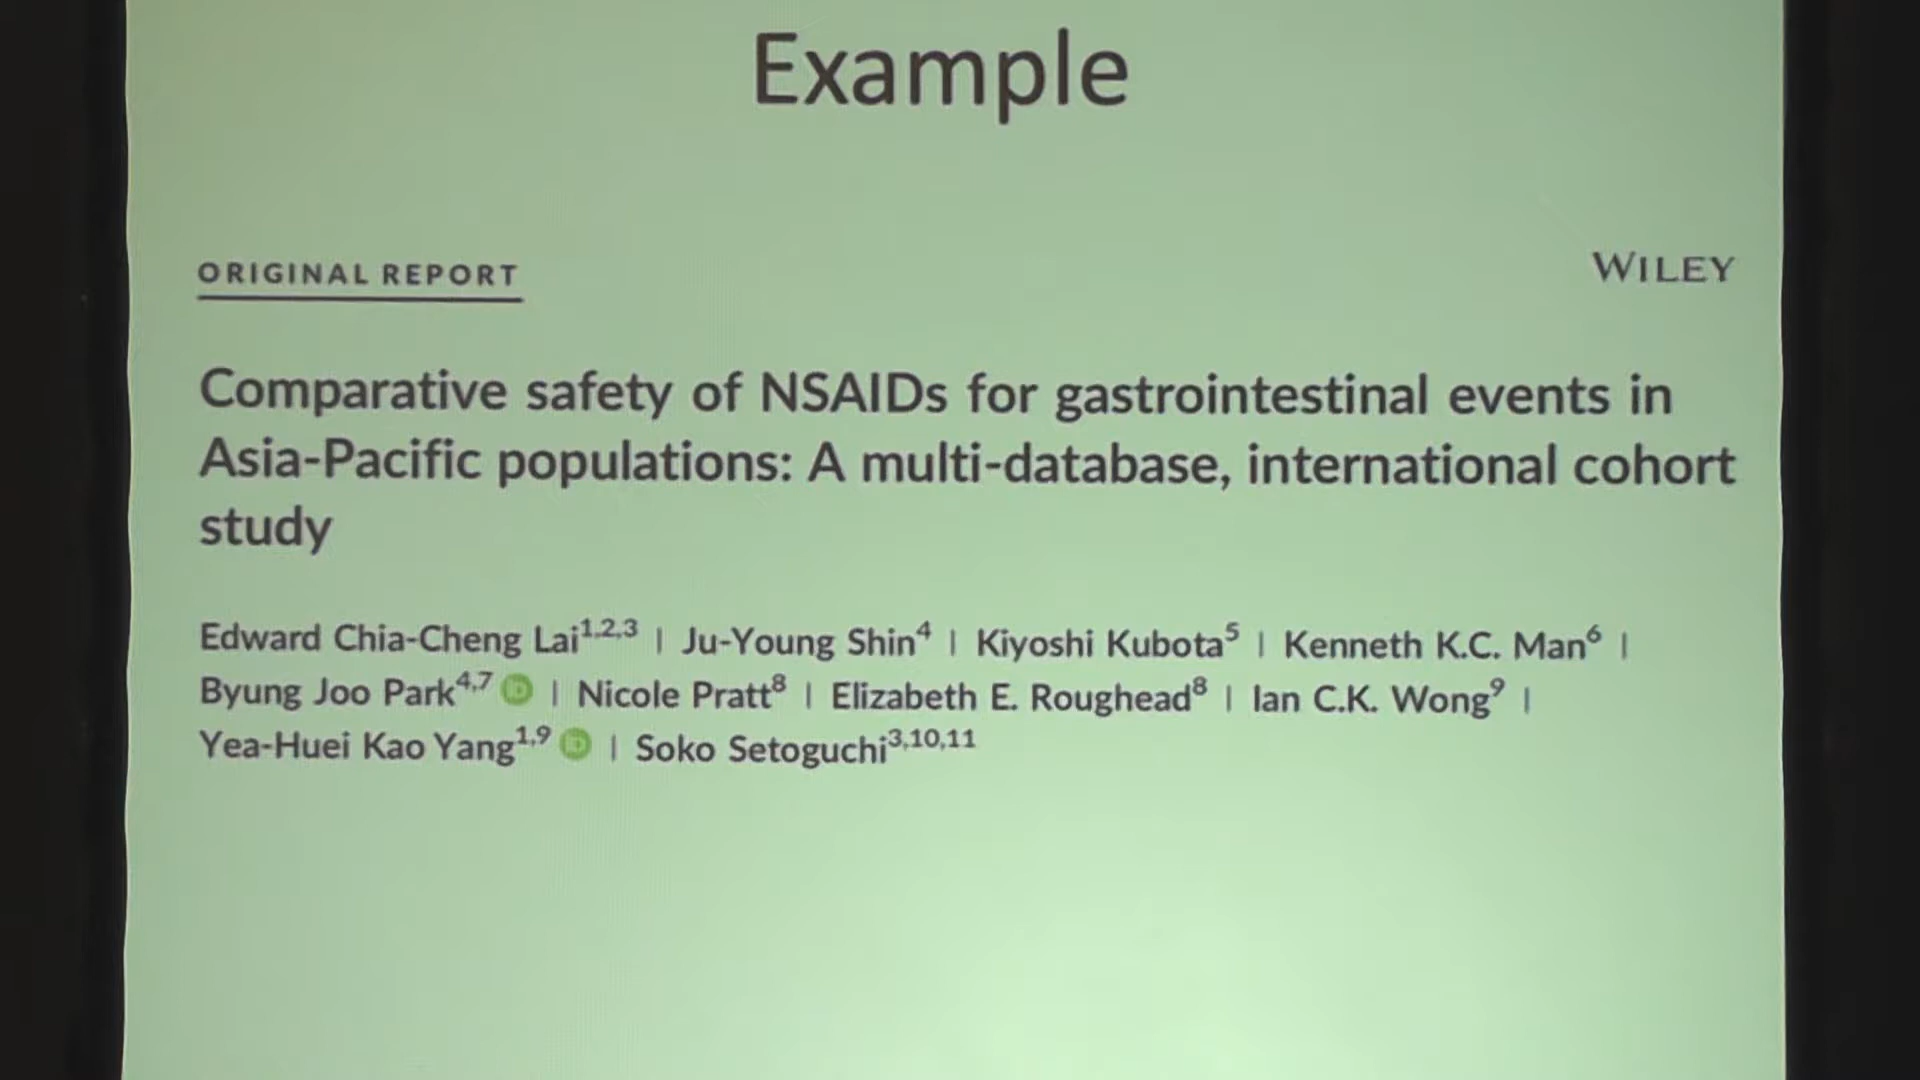 Example
ORIGINAL REPORT
WILEY
Comparative safety of NSAIDs for gastrointestinal events in
Asia-Pacific populations: A multi-database, international cohort
study
Edward Chia-Cheng Lai1,2,3 | Ju-Young Shin4 | Kiyoshi Kubota5 | Kenneth K.C. Man6 |
Byung Joo Park4,7 iD | Nicole Pratt8 | Elizabeth E. Roughead8 | Ian C.K. Wong9 |
Yea-Huei Kao Yang1,9 iD | Soko Setoguchi3,10,11